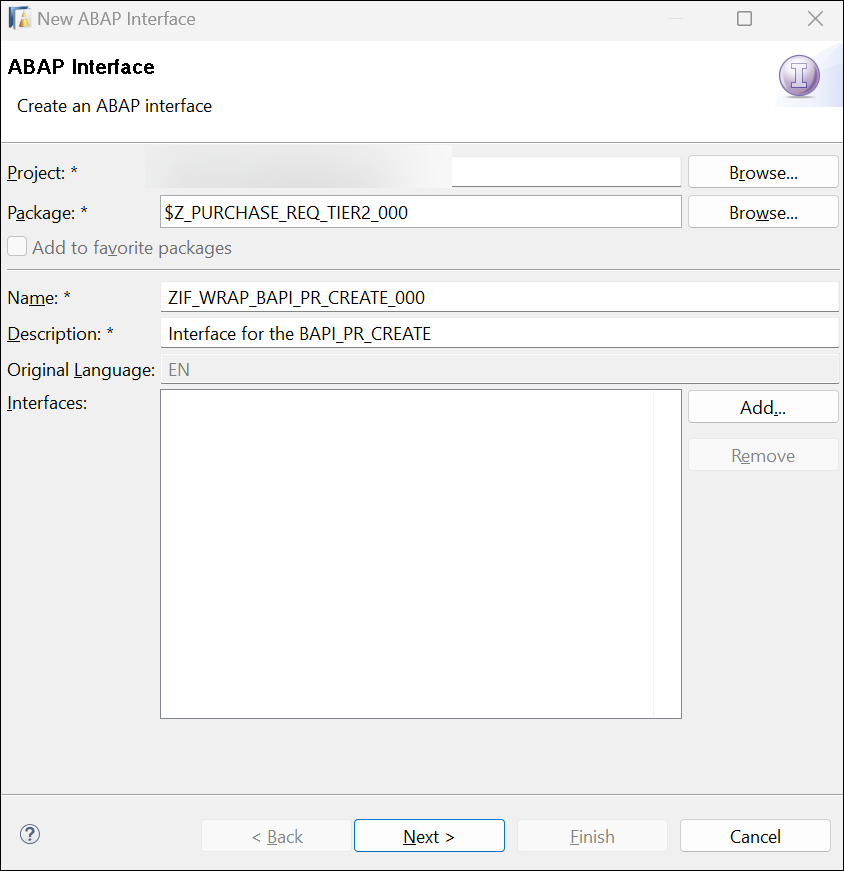 New ABAP Interface
ABAP Interface
Create an ABAP interface
Project: *
Browse...
Package: * $Z_PURCHASE_REQ_TIER2_000 Browse...
Add to favorite packages
Name: * ZIF_WRAP_BAPI_PR_CREATE_000
Description: * Interface for the BAPI_PR_CREATE
Original Language: EN
Interfaces:
Add...
Remove
? < Back Next > Finish Cancel